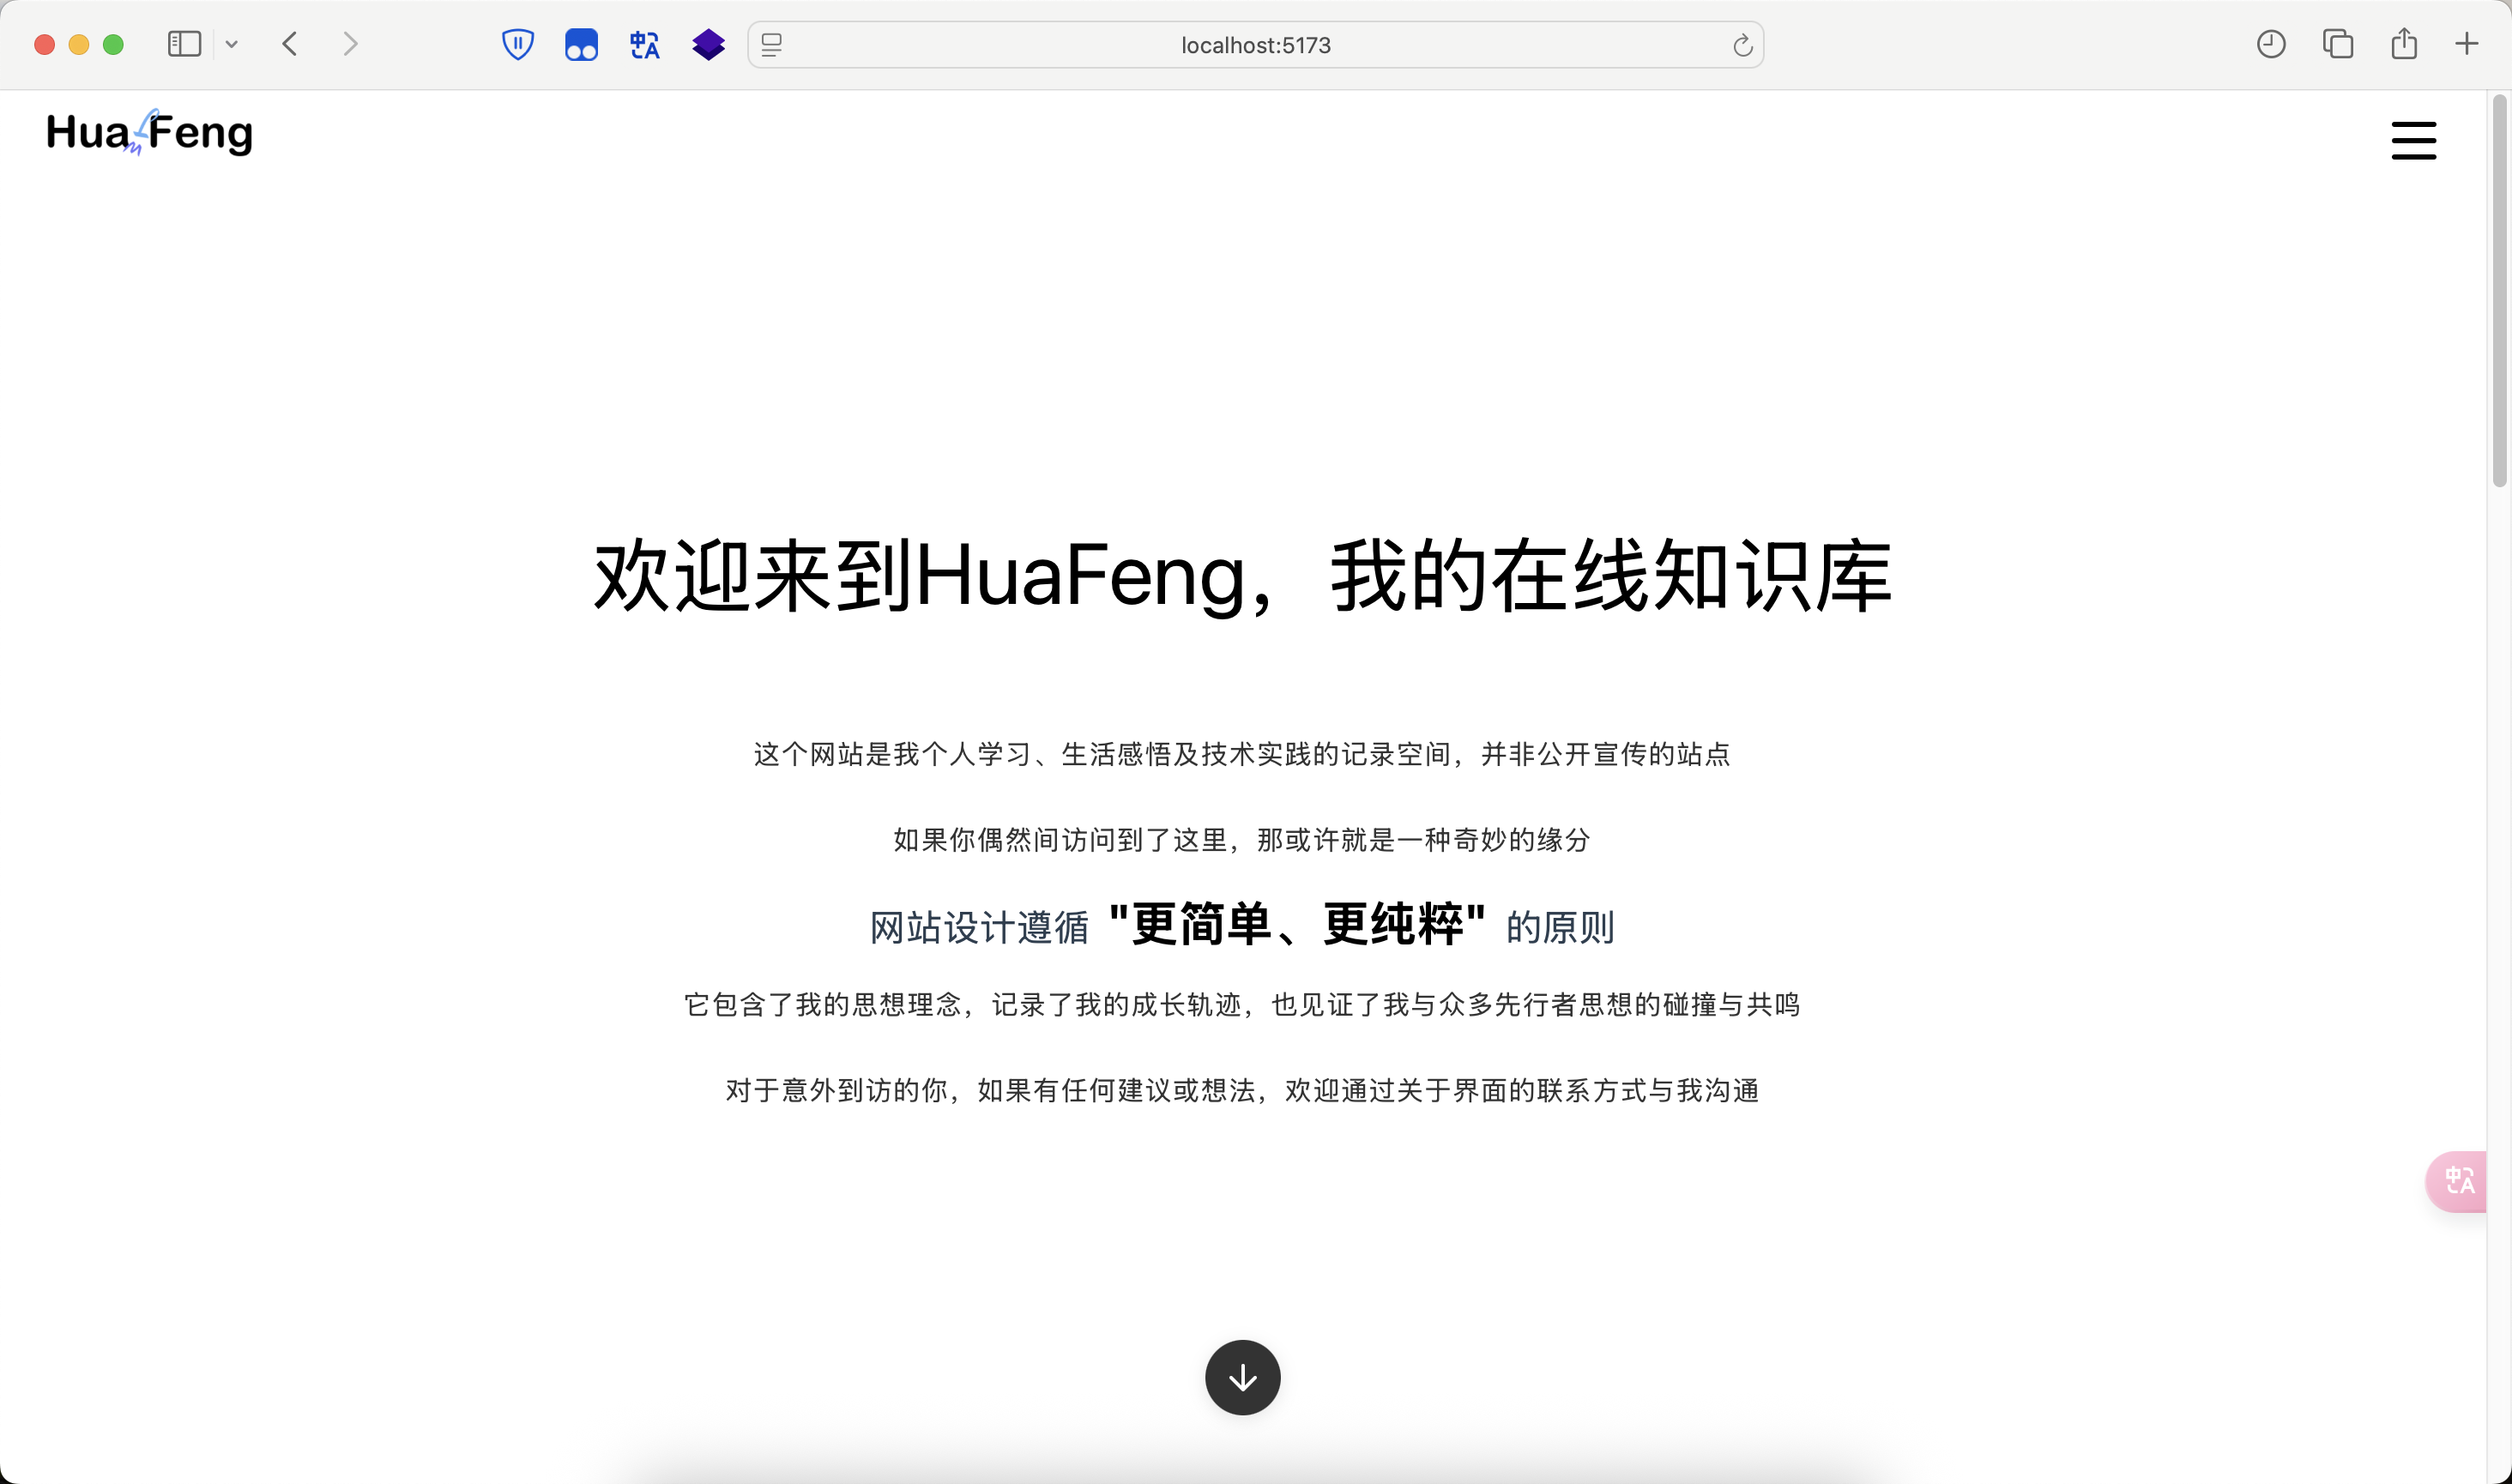 localhost:5173
HuaFeng
欢迎来到HuaFeng，我的在线知识库
这个网站是我个人学习、生活感悟及技术实践的记录空间，并非公开宣传的站点
如果你偶然间访问到了这里，那或许就是一种奇妙的缘分
网站设计遵循 "更简单、更纯粹" 的原则
它包含了我的思想理念，记录了我的成长轨迹，也见证了我与众多先行者思想的碰撞与共鸣
对于意外到访的你，如果有任何建议或想法，欢迎通过关于界面的联系方式与我沟通